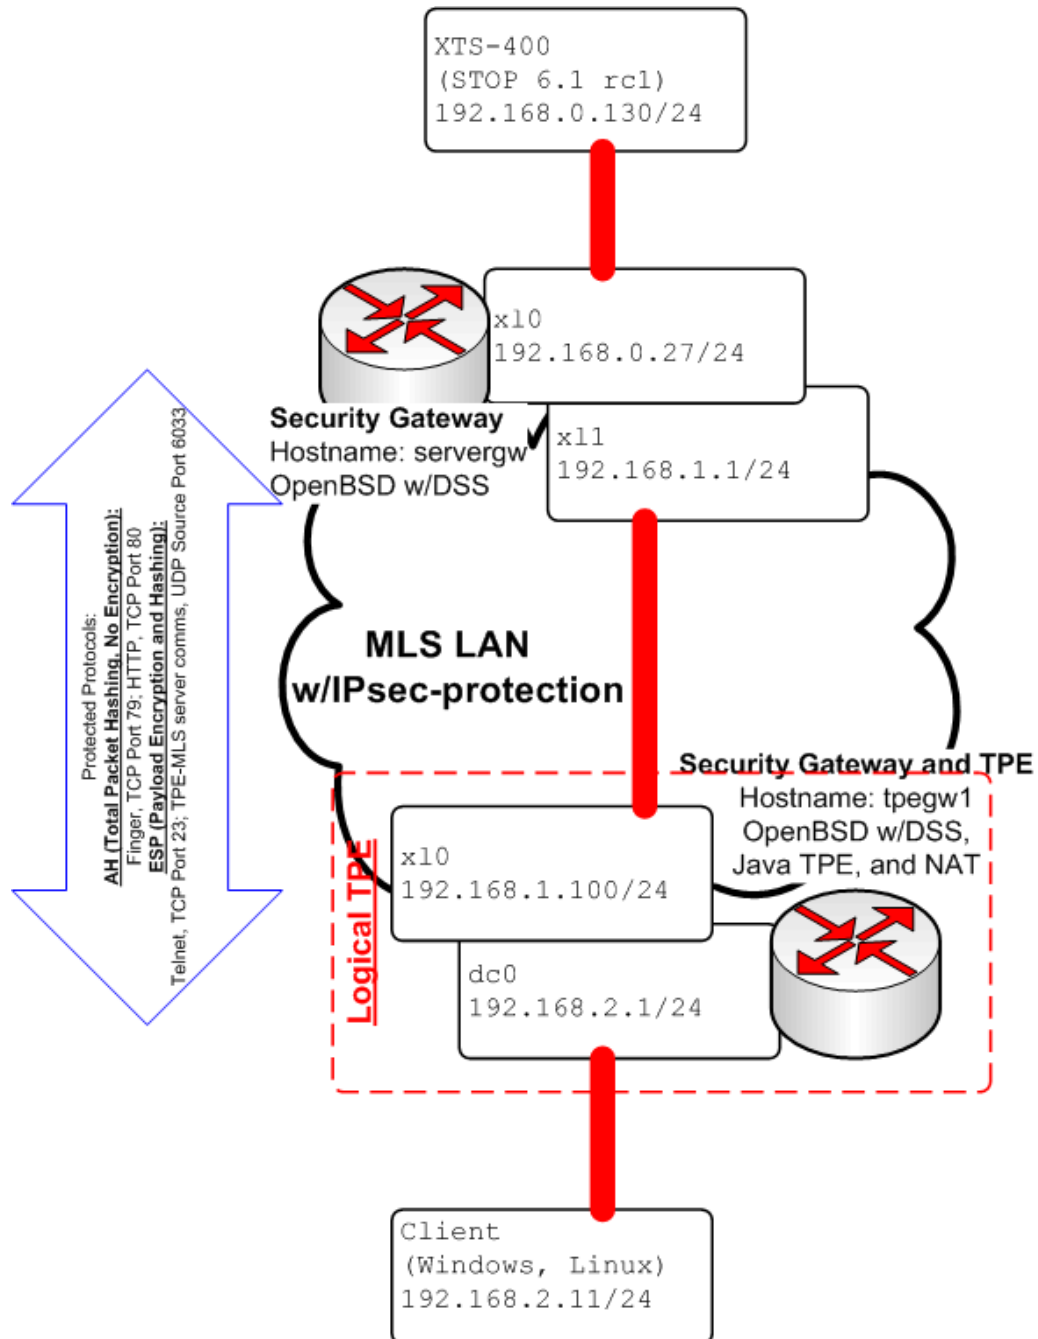 XTS-400
(STOP 6.1 rc1)
192.168.0.130/24
xl0
192.168.0.27/24
Security Gateway
Hostname: servergw
OpenBSD w/DSS
xl1
192.168.1.1/24
Protected Protocols:
AH (Total Packet Hashing, No Encryption):
Finger, TCP Port 79; HTTP, TCP Port 80
ESP (Payload Encryption and Hashing):
Telnet, TCP Port 23; TPE-MLS server comms, UDP Source Port 6033
MLS LAN
w/IPsec-protection
Security Gateway and TPE
Hostname: tpegw1
OpenBSD w/DSS,
Java TPE, and NAT
Logical TPE
xl0
192.168.1.100/24
dc0
192.168.2.1/24
Client
(Windows, Linux)
192.168.2.11/24